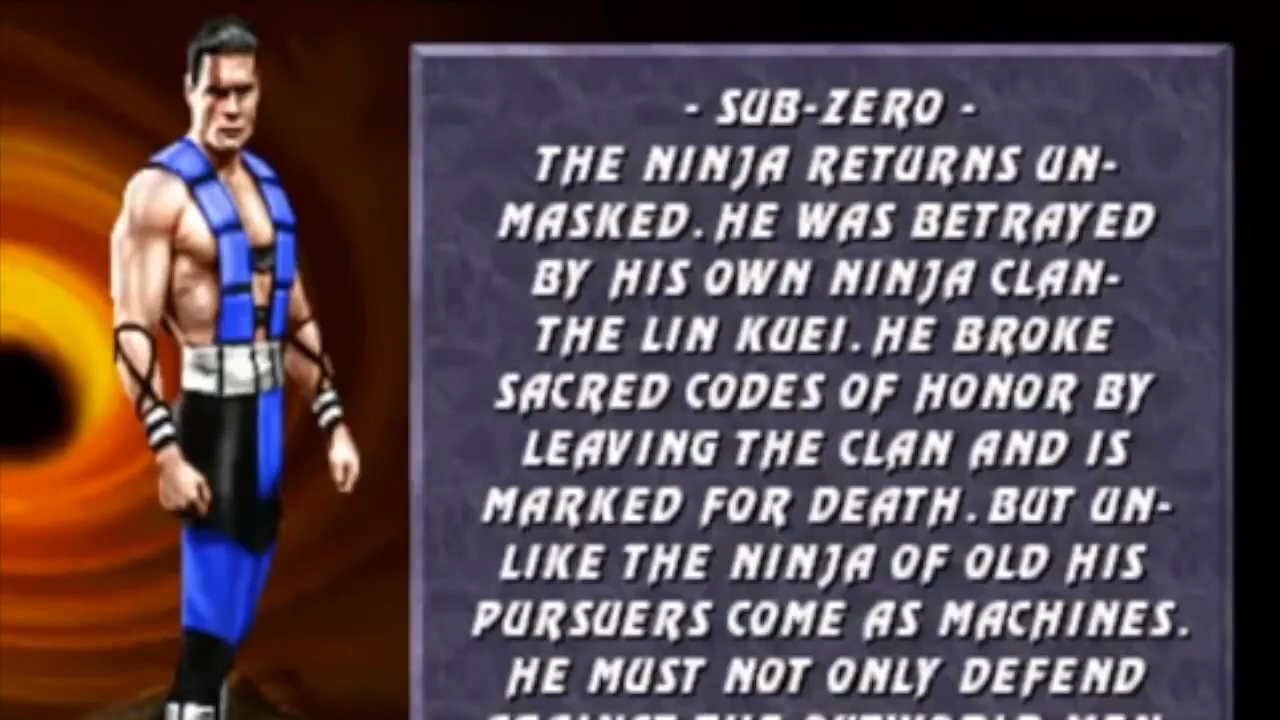 - SUB-ZERO -
THE NINJA RETURNS UN-
MASKED. HE WAS BETRAYED
BY HIS OWN NINJA CLAN-
THE LIN KUEI. HE BROKE
SACRED CODES OF HONOR BY
LEAVING THE CLAN AND IS
MARKED FOR DEATH. BUT UN-
LIKE THE NINJA OF OLD HIS
PURSUERS COME AS MACHINES.
HE MUST NOT ONLY DEFEND